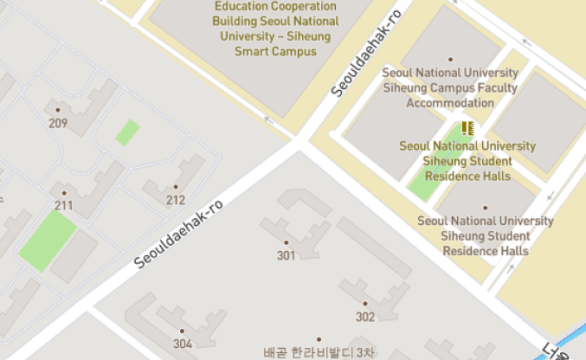 Education Cooperation
Building Seoul National
University – Siheung
Smart Campus
Seouldaehak-ro
Seoul National University
Siheung Campus Faculty
Accommodation
Seoul National University
Siheung Student
Residence Halls
Seoul National University
Siheung Student
Residence Halls
209
211
212
Seouldaehak-ro
301
302
304
배곧 한라비발디 3차